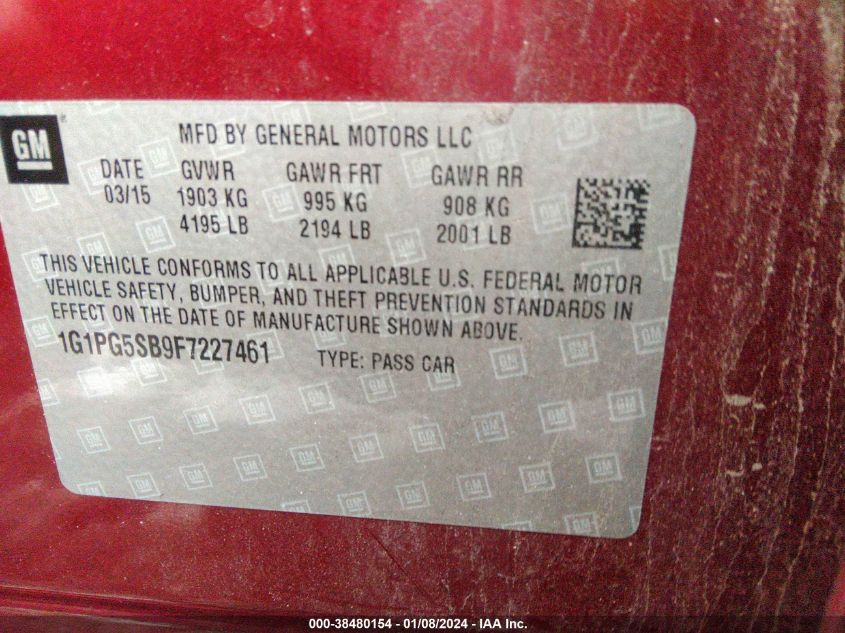 GM
MFD BY GENERAL MOTORS LLC
DATE GVWR GAWR FRT GAWR RR
03/15 1903 KG 995 KG 908 KG
4195 LB 2194 LB 2001 LB
THIS VEHICLE CONFORMS TO ALL APPLICABLE U.S. FEDERAL MOTOR
VEHICLE SAFETY, BUMPER, AND THEFT PREVENTION STANDARDS IN
EFFECT ON THE DATE OF MANUFACTURE SHOWN ABOVE.
1G1PG5SB9F7227461 TYPE: PASS CAR
000-38480154 - 01/08/2024 - IAA Inc.